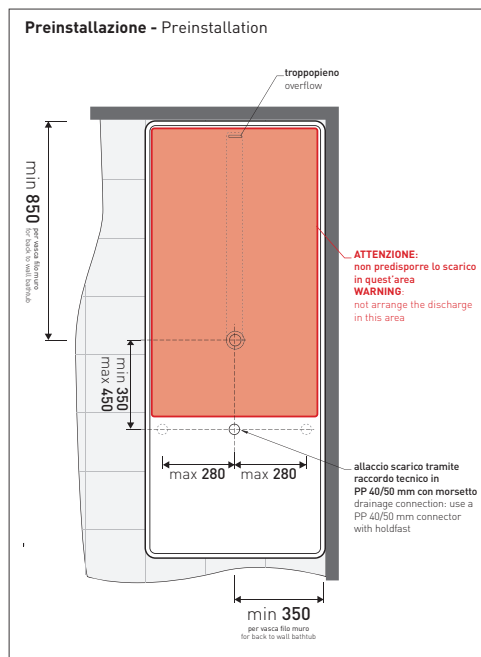 Preinstallazione - Preinstallation
troppopieno
overflow
min 850
per vasca filo muro
for back to wall bathtub
ATTENZIONE:
non predisporre lo scarico
in quest'area
WARNING:
not arrange the discharge
in this area
min 350
max 450
max 280
max 280
allaccio scarico tramite
raccordo tecnico in
PP 40/50 mm con morsetto
drainage connection: use a
PP 40/50 mm connector
with holdfast
min 350
per vasca filo muro
for back to wall bathtub